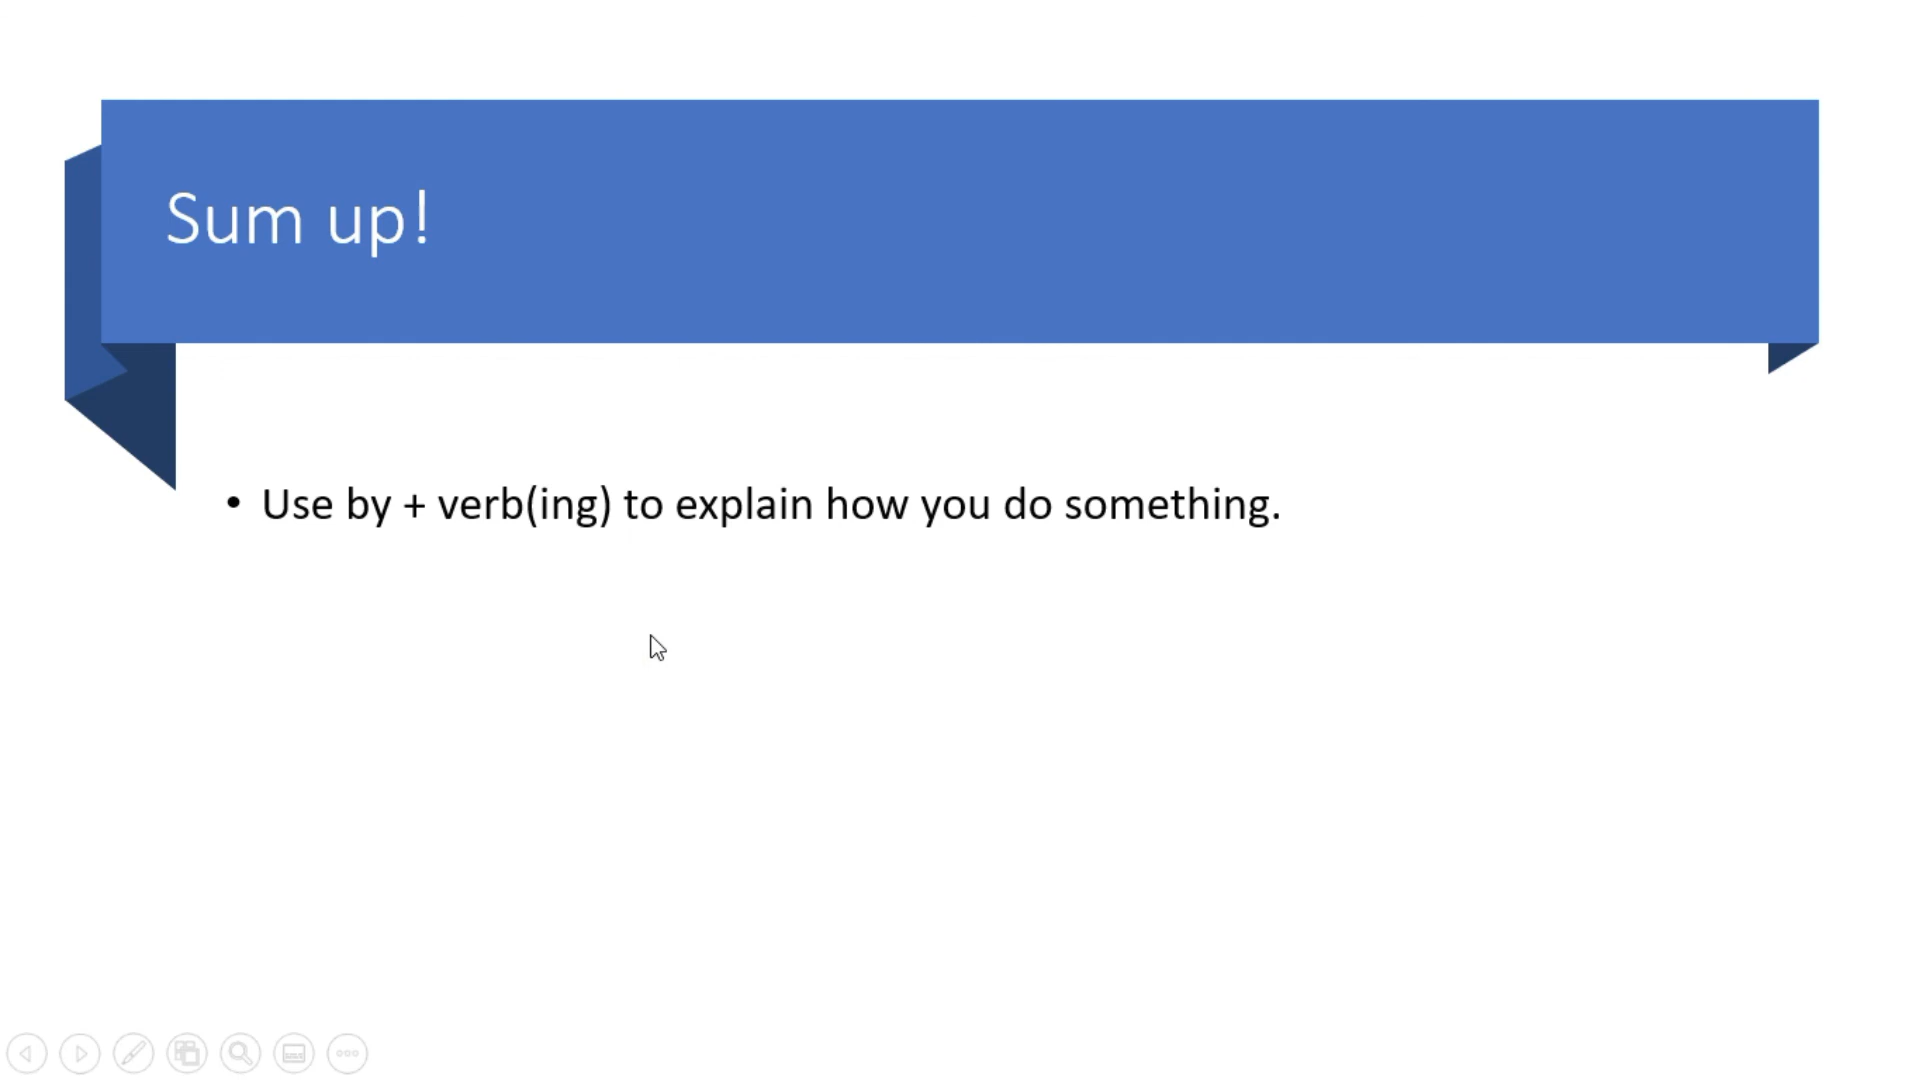 Sum up!
• Use by + verb(ing) to explain how you do something.